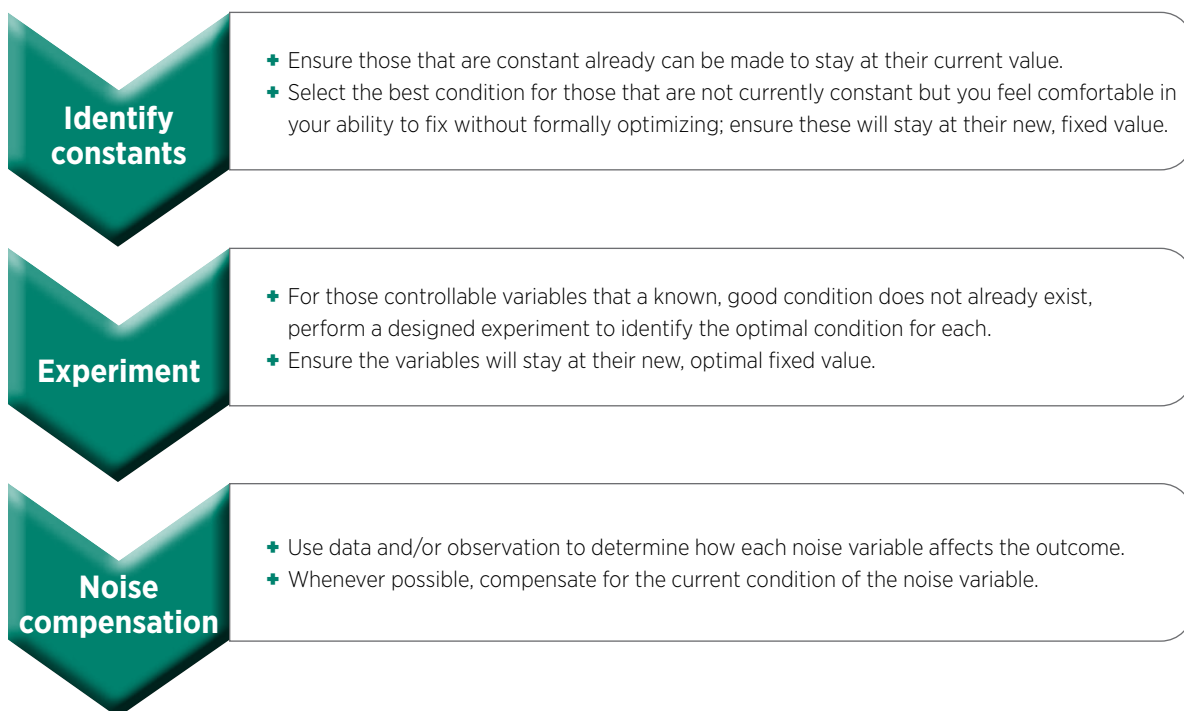 Identify
constants
+ Ensure those that are constant already can be made to stay at their current value.
+ Select the best condition for those that are not currently constant but you feel comfortable in
your ability to fix without formally optimizing; ensure these will stay at their new, fixed value.
Experiment
+ For those controllable variables that a known, good condition does not already exist,
perform a designed experiment to identify the optimal condition for each.
+ Ensure the variables will stay at their new, optimal fixed value.
Noise
compensation
+ Use data and/or observation to determine how each noise variable affects the outcome.
+ Whenever possible, compensate for the current condition of the noise variable.